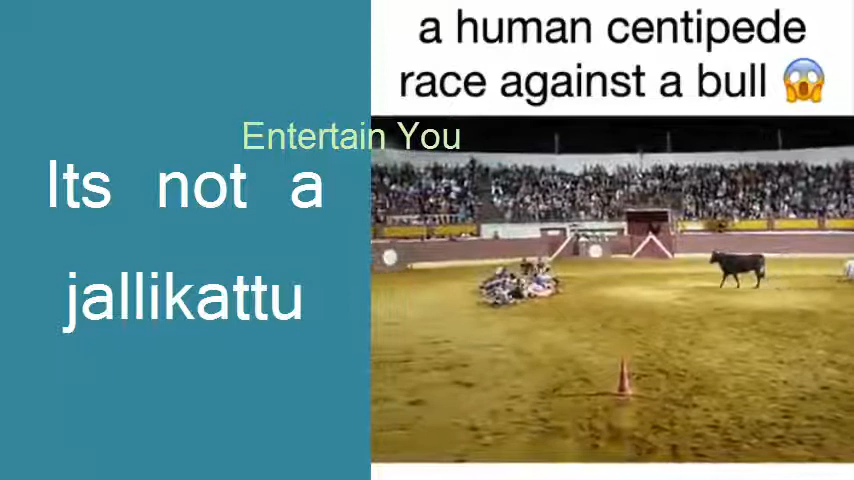 a human centipede
race against a bull 😱
Entertain You
Its not a
jallikattu